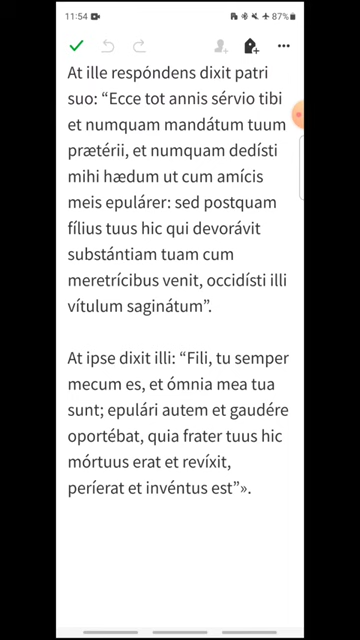 11:54
87%
At ille respóndens dixit patri
suo: “Ecce tot annis sérvio tibi
et numquam mandátum tuum
prætérii, et numquam dedísti
mihi hædum ut cum amícis
meis epulárer: sed postquam
fílius tuus hic qui devorávit
substántiam tuam cum
meretrícibus venit, occidísti illi
vítulum saginátum”.
At ipse dixit illi: “Fili, tu semper
mecum es, et ómnia mea tua
sunt; epulári autem et gaudére
oportébat, quia frater tuus hic
mórtuus erat et revíxit,
períerat et invéntus est”».